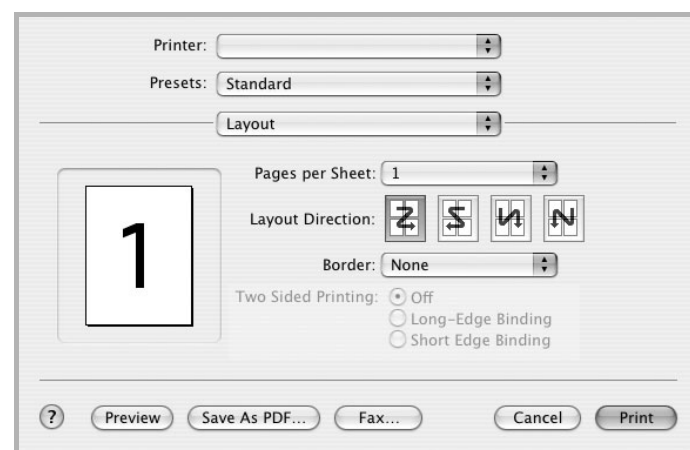 Printer:
Presets: Standard
Layout
Pages per Sheet: 1
Layout Direction:
1
Border: None
Two Sided Printing: Off
Long-Edge Binding
Short Edge Binding
? Preview Save As PDF... Fax... Cancel Print